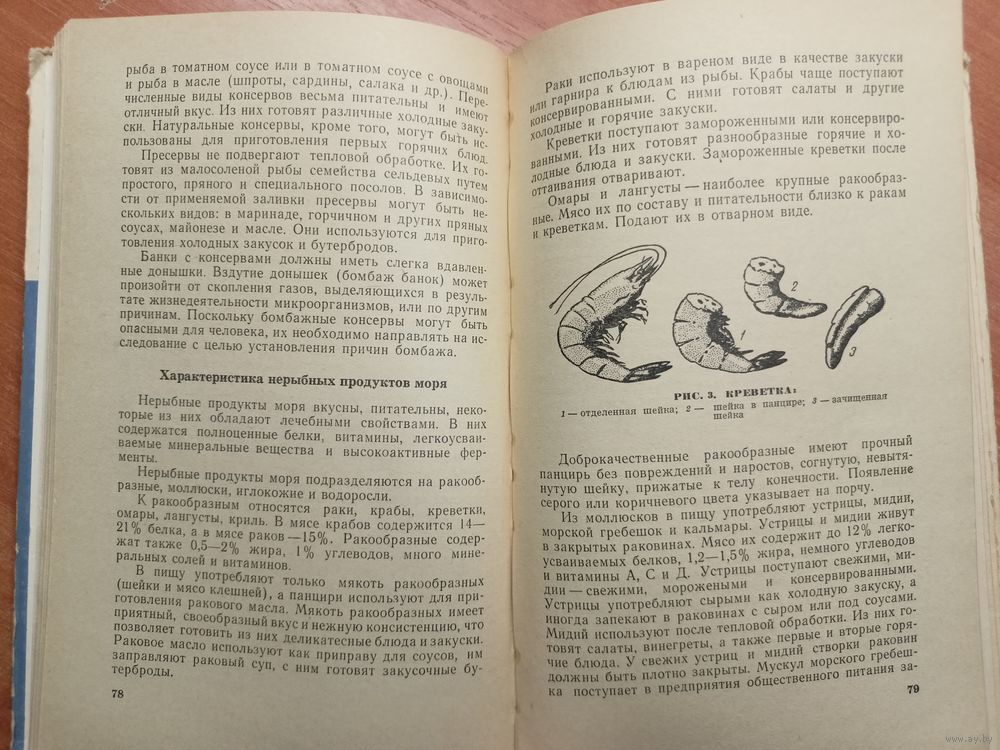 рыба в томатном соусе или в томатном соусе с овощами
и рыба в масле (шпроты, сардины, салака и др.). Пере-
численные виды консервов весьма питательны и имеют
отличный вкус. Из них готовят различные холодные заку-
ски. Натуральные консервы, кроме того, могут быть ис-
пользованы для приготовления первых горячих блюд.
Пресервы не подвергают тепловой обработке. Их го-
товят из малосоленой рыбы семейства сельдевых путем
простого, пряного и специального посолов. В зависимо-
сти от применяемой заливки пресервы могут быть не-
скольких видов: в маринаде, горчичном и других пряных
соусах, майонезе и масле. Они используются для приго-
товления холодных закусок и бутербродов.
Банки с консервами должны иметь слегка вдавлен-
ные донышки. Вздутие донышек (бомбаж банок) может
произойти от скопления газов, выделяющихся в резуль-
тате жизнедеятельности микроорганизмов, или по другим
причинам. Поскольку бомбажные консервы могут быть
опасными для человека, их необходимо направлять на ис-
следование с целью установления причин бомбажа.
Характеристика нерыбных продуктов моря
Нерыбные продукты моря вкусны, питательны, неко-
торые из них обладают лечебными свойствами. В них
содержатся полноценные белки, витамины, легкоусваи-
ваемые минеральные вещества и высокоактивные фер-
менты.
Нерыбные продукты моря подразделяются на ракооб-
разные, моллюски, иглокожие и водоросли.
К ракообразным относятся раки, крабы, креветки,
омары, лангусты, криль. В мясе крабов содержится 14—
21% белка, а в мясе раков —15%. Ракообразные содер-
жат также 0,5—2% жира, 1% углеводов, много мине-
ральных солей и витаминов.
В пищу употребляют только мякоть ракообразных
(шейки и мясо клешней), а панцири используют для при-
готовления ракового масла. Мякоть ракообразных имеет
приятный, своеобразный вкус и нежную консистенцию, что
позволяет готовить из них деликатесные блюда и закуски.
Раковое масло используют как приправу для соусов, им
заправляют раковый суп, с ним готовят закусочные бу-
терброды.
78
Раки используют в вареном виде в качестве закуски
или гарнира к блюдам из рыбы. Крабы чаще поступают
консервированными. С ними готовят салаты и другие
холодные и горячие закуски.
Креветки поступают замороженными или консервиро-
ванными. Из них готовят разнообразные горячие и хо-
лодные блюда и закуски. Замороженные креветки после
оттаивания отваривают.
Омары и лангусты — наиболее крупные ракообраз-
ные. Мясо их по составу и питательности близко к ракам
и креветкам. Подают их в отварном виде.
1
2
3
РИС. 3. КРЕВЕТКА:
1 — отделенная шейка; 2 — шейка в панцире; 3 — зачищенная
шейка
Доброкачественные ракообразные имеют прочный
панцирь без повреждений и наростов, согнутую, невытя-
нутую шейку, прижатые к телу конечности. Появление
серого или коричневого цвета указывает на порчу.
Из моллюсков в пищу употребляют устрицы, мидии,
морской гребешок и кальмары. Устрицы и мидии живут
в закрытых раковинах. Мясо их содержит до 12% легко-
усваиваемых белков, 1,2—1,5% жира, немного углеводов
и витамины А, С и Д. Устрицы поступают свежими, ми-
дии — свежими, морожеными и консервированными.
Устрицы употребляют сырыми как холодную закуску, а
иногда запекают в раковинах с сыром или под соусами.
Мидий используют после тепловой обработки. Из них го-
товят салаты, винегреты, а также первые и вторые горя-
чие блюда. У свежих устриц и мидий створки раковин
должны быть плотно закрыты. Мускул морского гребеш-
ка поступает в предприятия общественного питания за-
79
www.ay.by